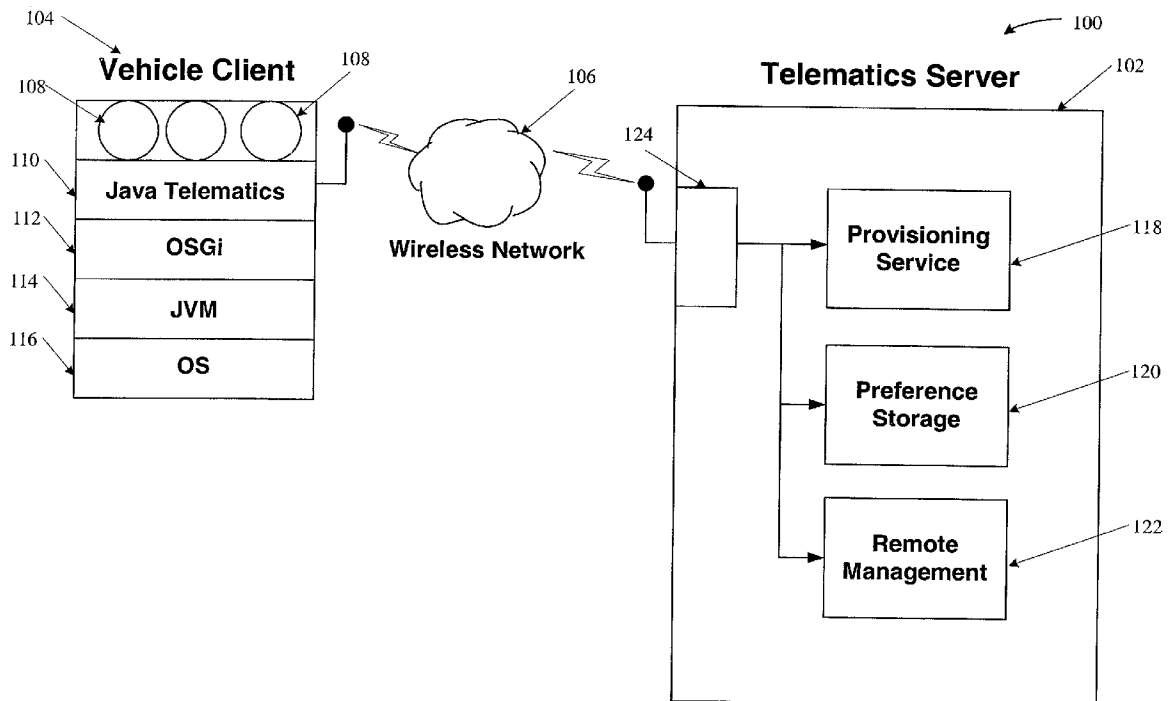 104
100
Vehicle Client
Telematics Server
108
108
106
102
124
110
Java Telematics
Wireless Network
112
OSGi
114
JVM
116
OS
Provisioning
Service
118
Preference
Storage
120
Remote
Management
122